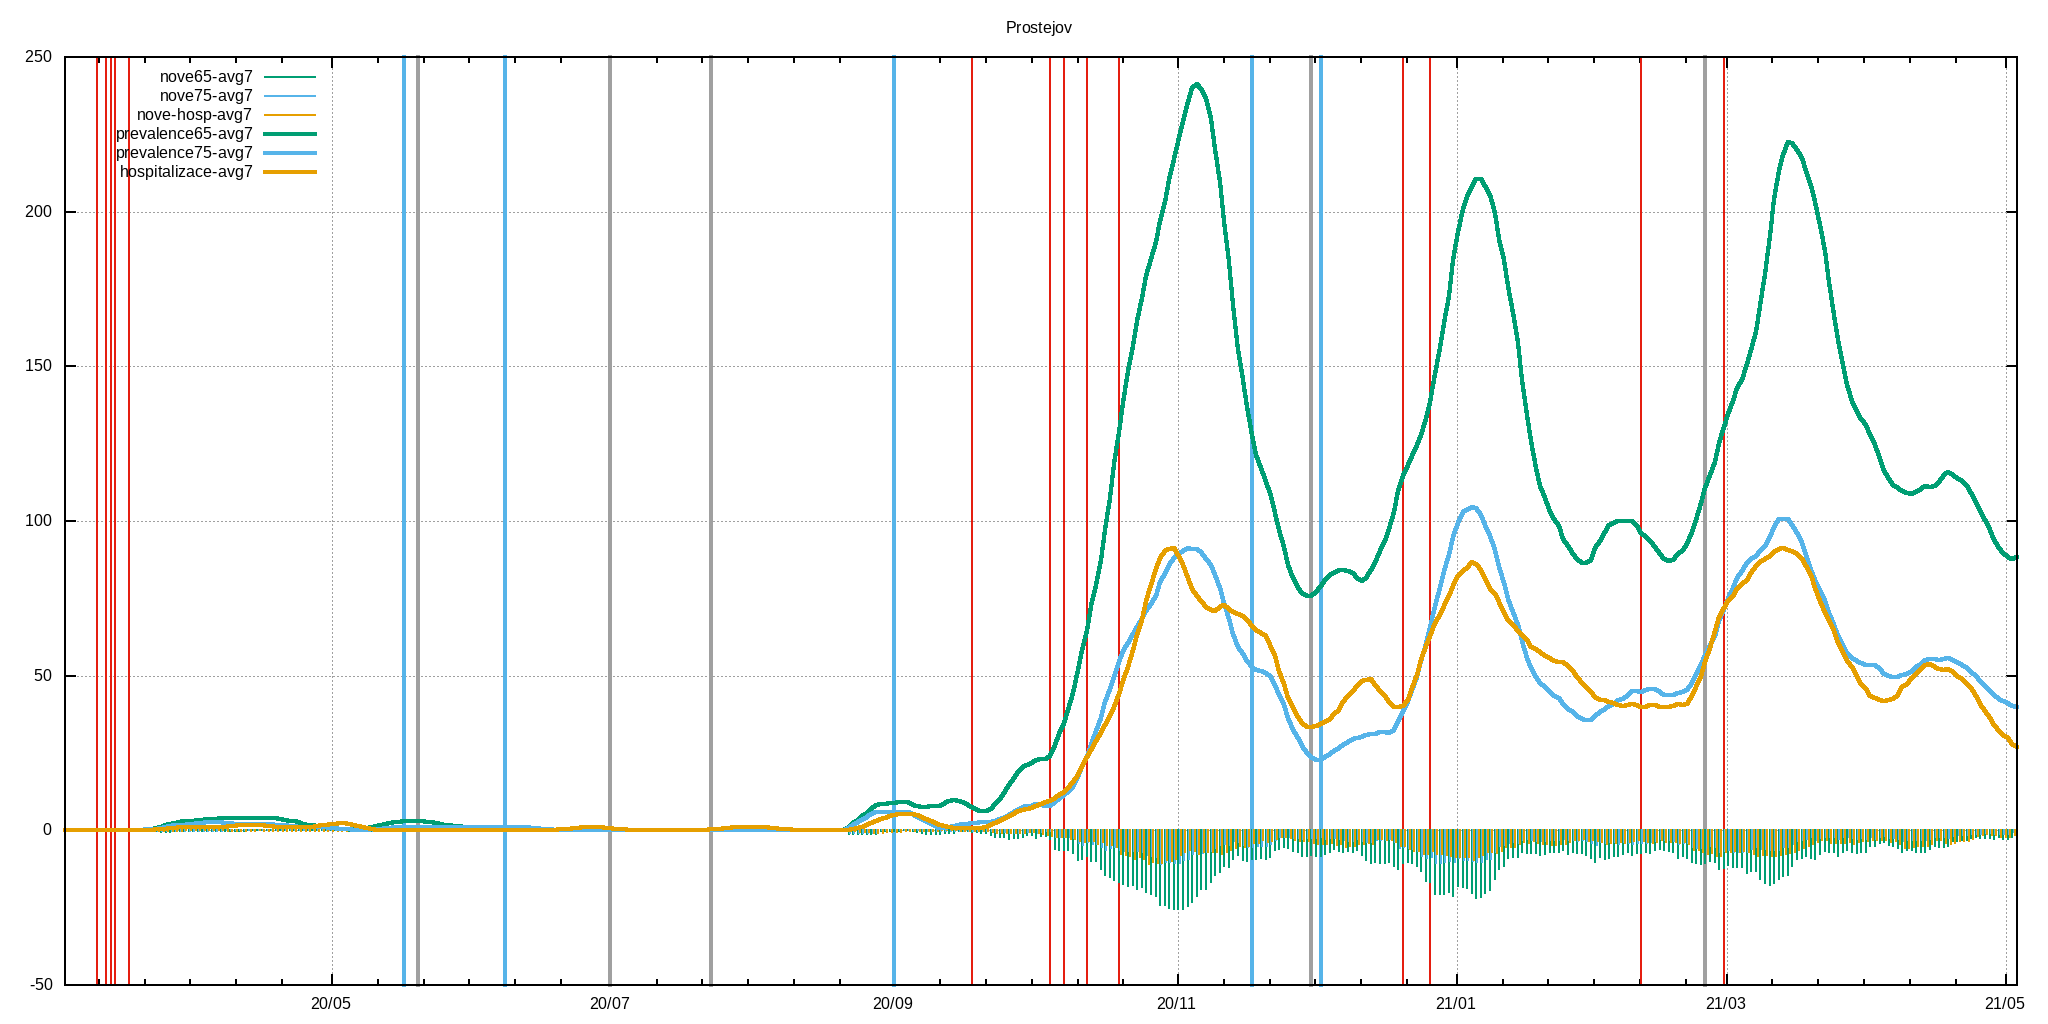 Prostejov
250
200
150
100
50
0
-50
nove65-avg7
nove75-avg7
nove-hosp-avg7
prevalence65-avg7
prevalence75-avg7
hospitalizace-avg7
20/05 20/07 20/09 20/11 21/01 21/03 21/05